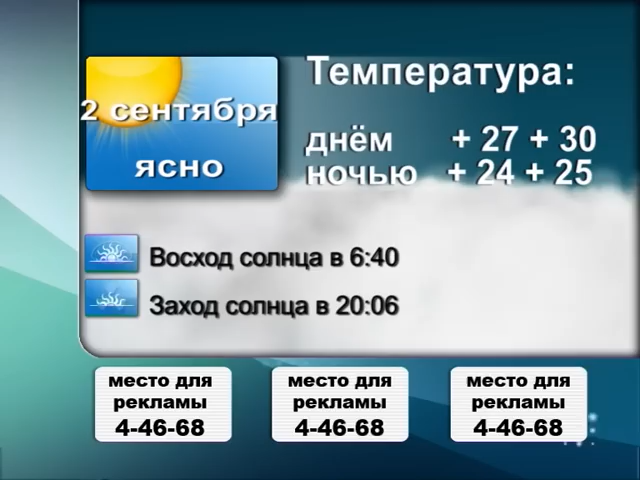 Температура:
2 сентября
ясно
днём + 27 + 30
ночью + 24 + 25
Восход солнца в 6:40
Заход солнца в 20:06
место для
рекламы
4-46-68
место для
рекламы
4-46-68
место для
рекламы
4-46-68